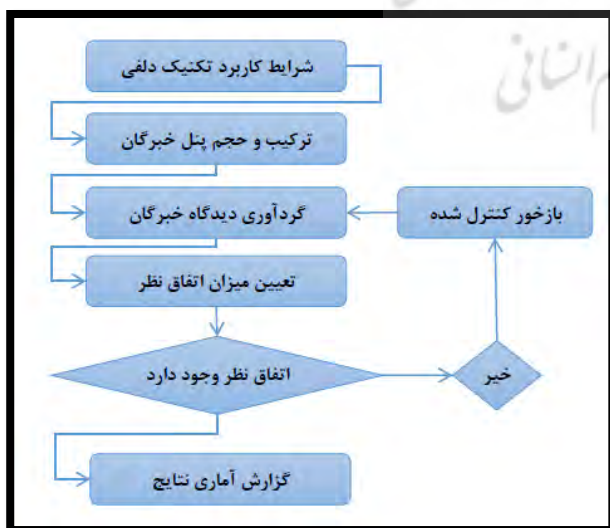 م انسانی
شرایط کاربرد تکنیک دلفی
ترکیب و حجم پنل خبرگان
گردآوری دیدگاه خبرگان
بازخور کنترل شده
تعیین میزان اتفاق نظر
اتفاق نظر وجود دارد
خیر
گزارش آماری نتایج